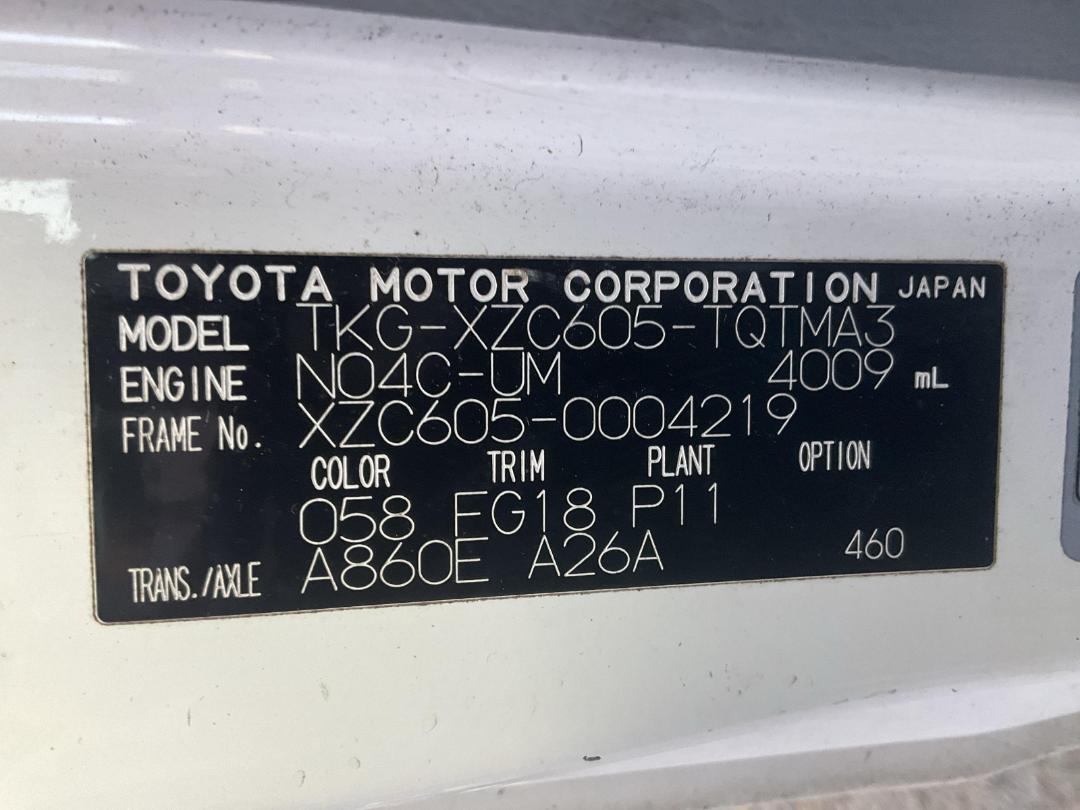 TOYOTA MOTOR CORPORATION JAPAN
MODEL TKG-XZC605-TQTMA3
ENGINE N04C-UM 4009 mL
FRAME No. XZC605-0004219
COLOR TRIM PLANT OPTION
058 FG18 P11
TRANS./AXLE A860E A26A 460